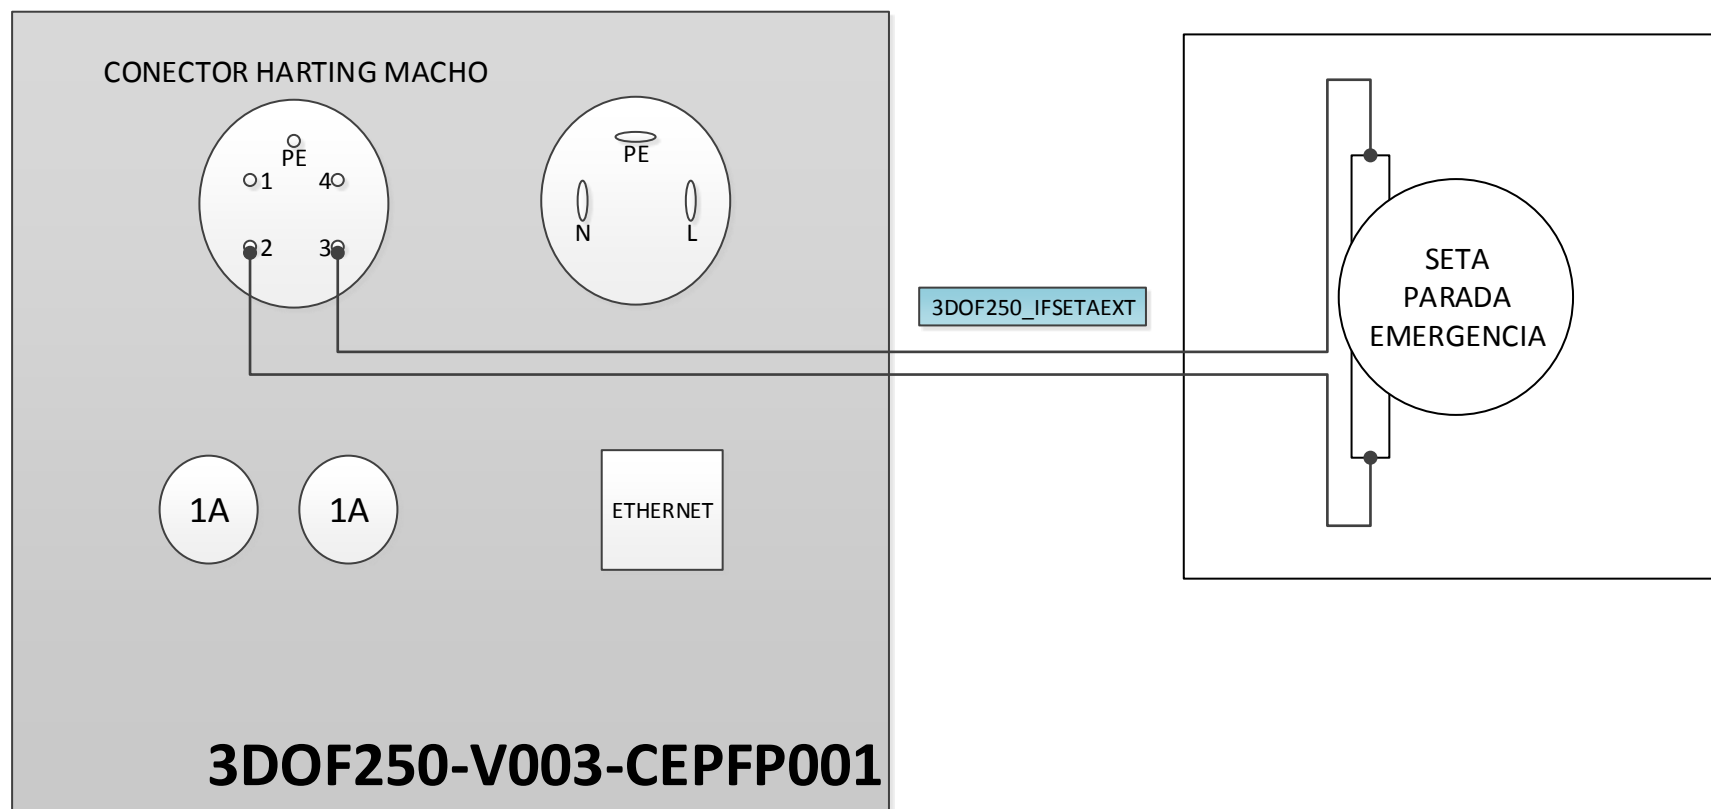 CONECTOR HARTING MACHO
PE
1
4
2
3
PE
N
L
3DOF250_IFSETAEXT
SETA
PARADA
EMERGENCIA
1A
1A
ETHERNET
3DOF250-V003-CEPFP001